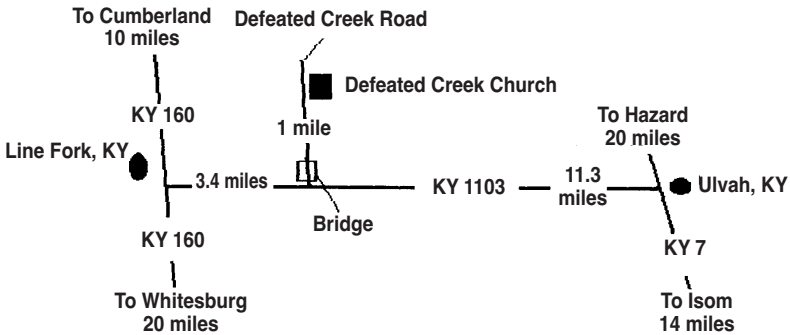 To Cumberland
10 miles
Defeated Creek Road
Defeated Creek Church
KY 160
1 mile
To Hazard
20 miles
Line Fork, KY
3.4 miles
KY 1103
11.3
miles
Ulvah, KY
Bridge
KY 160
KY 7
To Whitesburg
20 miles
To Isom
14 miles